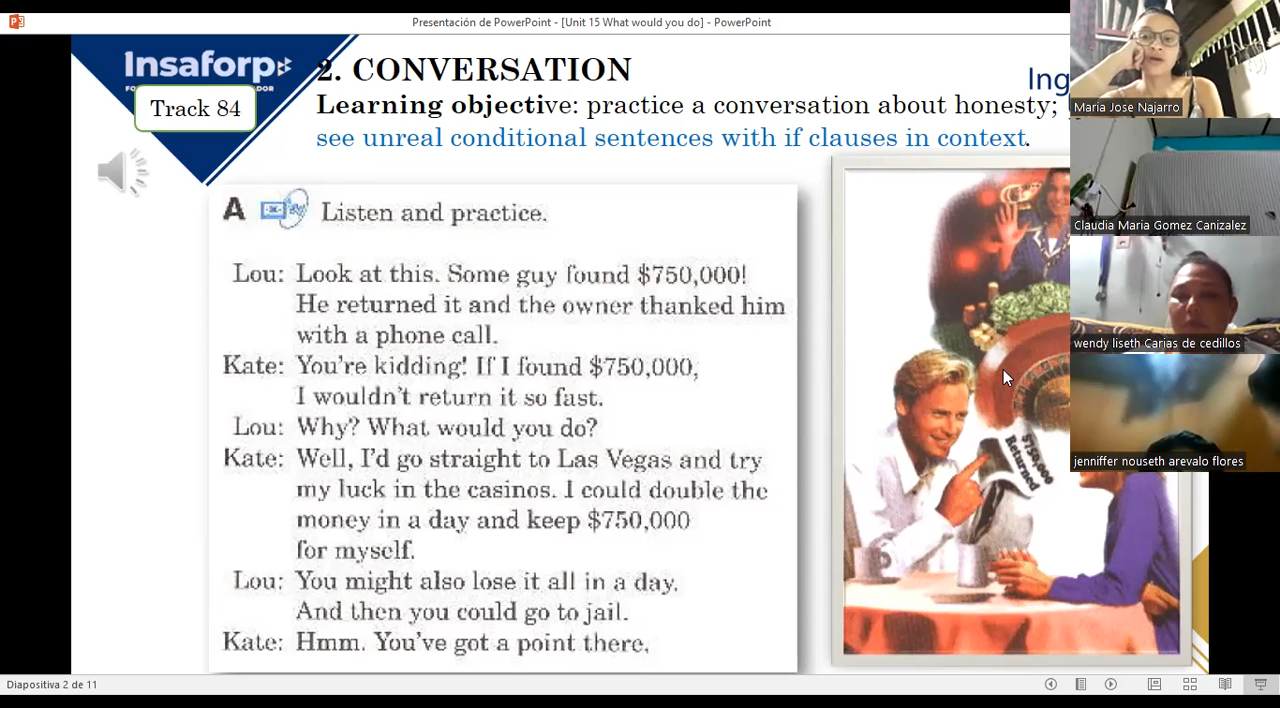 Presentación de PowerPoint - [Unit 15 What would you do] - PowerPoint
Insaforp
Track 84
2. CONVERSATION
Ing
Learning objective: practice a conversation about honesty;
see unreal conditional sentences with if clauses in context.
A Listen and practice.
Lou: Look at this. Some guy found $750,000!
He returned it and the owner thanked him
with a phone call.
Kate: You're kidding! If I found $750,000,
I wouldn't return it so fast.
Lou: Why? What would you do?
Kate: Well, I'd go straight to Las Vegas and try
my luck in the casinos. I could double the
money in a day and keep $750,000
for myself.
Lou: You might also lose it all in a day.
And then you could go to jail.
Kate: Hmm. You've got a point there.
$750,000
Returned
Maria Jose Najarro
Claudia Maria Gomez Canizalez
wendy liseth Carias de cedillos
jenniffer nouseth arevalo flores
Diapositiva 2 de 11